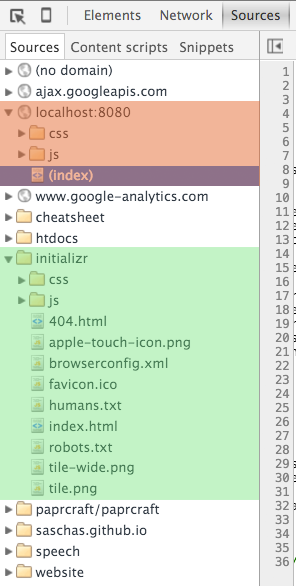 Elements Network Sources
Sources Content scripts Snippets
(no domain)
ajax.googleapis.com
localhost:8080
css
js
(index)
www.google-analytics.com
cheatsheet
htdocs
initializr
css
js
404.html
apple-touch-icon.png
browserconfig.xml
favicon.ico
humans.txt
index.html
robots.txt
tile-wide.png
tile.png
paprcraft/paprcraft
saschas.github.io
speech
website
1
2
3
4
5
6
7
8
9
10
11
12
13
14
15
16
17
18
19
20
21
22
26
27
28
29
30
31
32
33
34
35
36